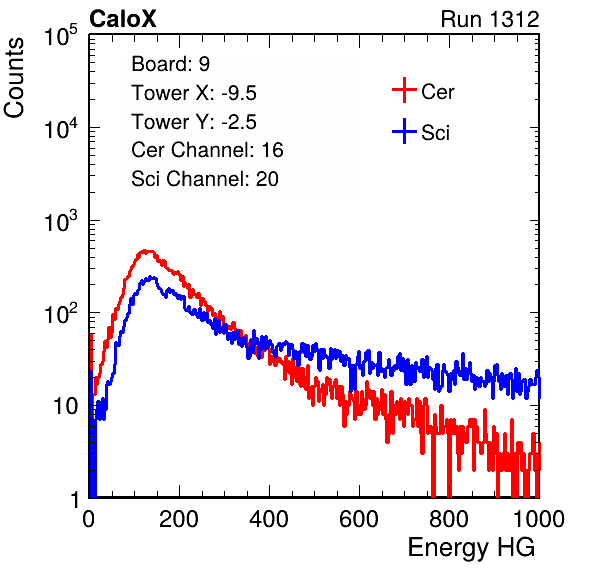 CaloX Run 1312
Counts
Board: 9
Tower X: -9.5
Tower Y: -2.5
Cer Channel: 16
Sci Channel: 20
Cer
Sci
10^5
10^4
10^3
10^2
10
1
0 200 400 600 800 1000
Energy HG